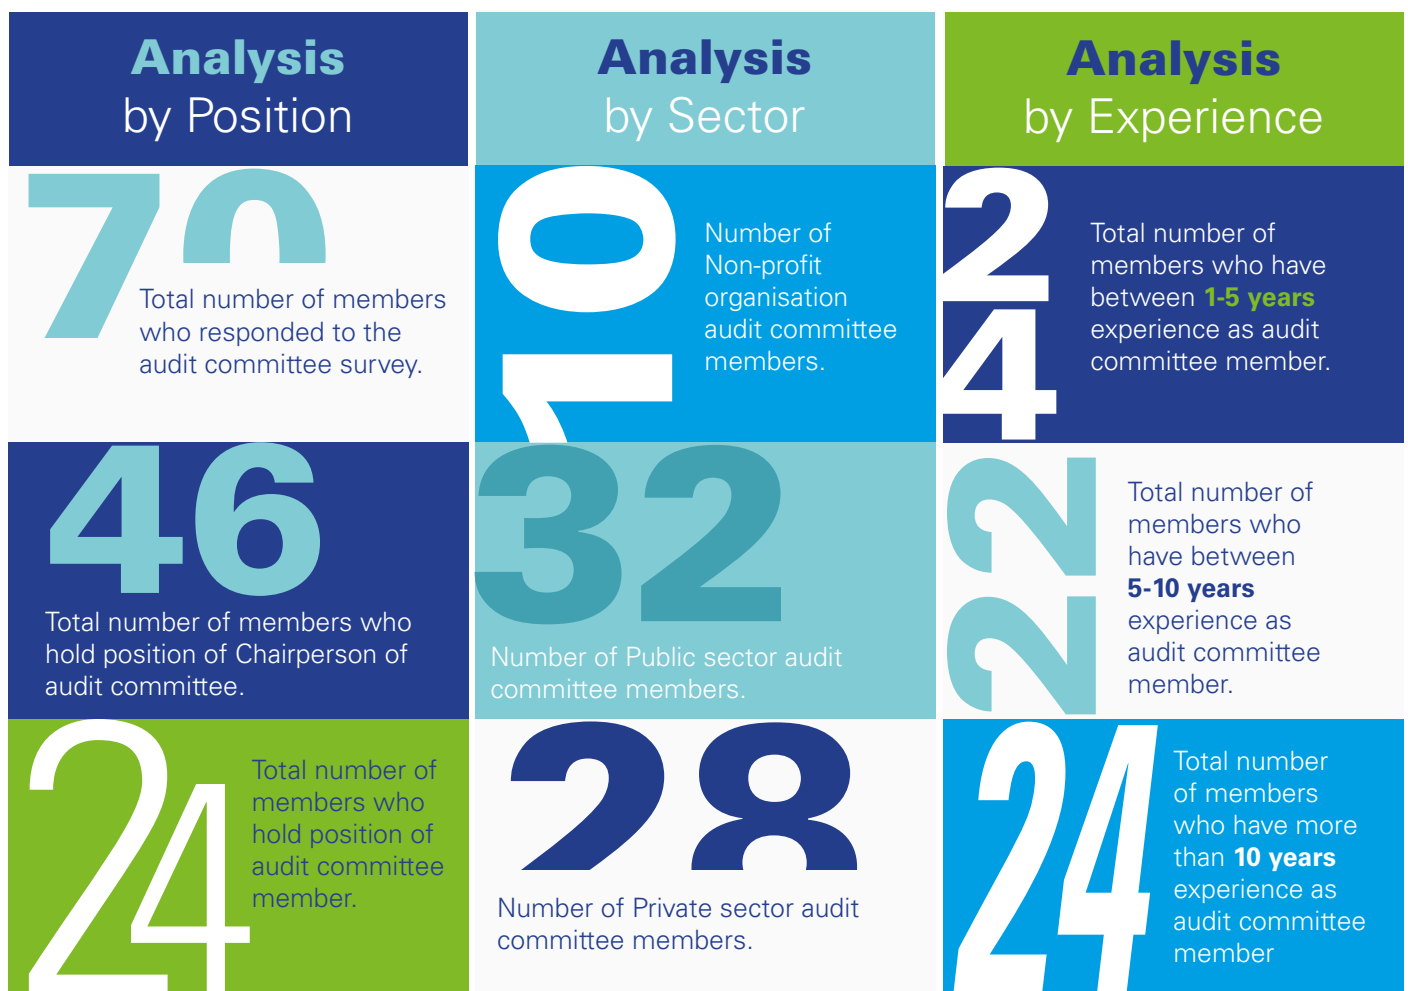 Analysis
by Position
70
Total number of members
who responded to the
audit committee survey.
46
Total number of members who
hold position of Chairperson of
audit committee.
24
Total number of
members who
hold position of
audit committee
member.
Analysis
by Sector
10
Number of
Non-profit
organisation
audit committee
members.
32
Number of Public sector audit
committee members.
28
Number of Private sector audit
committee members.
Analysis
by Experience
24
Total number of
members who have
between 1-5 years
experience as audit
committee member.
22
Total number of
members who
have between
5-10 years
experience as
audit committee
member.
24
Total number
of members
who have more
than 10 years
experience as
audit committee
member